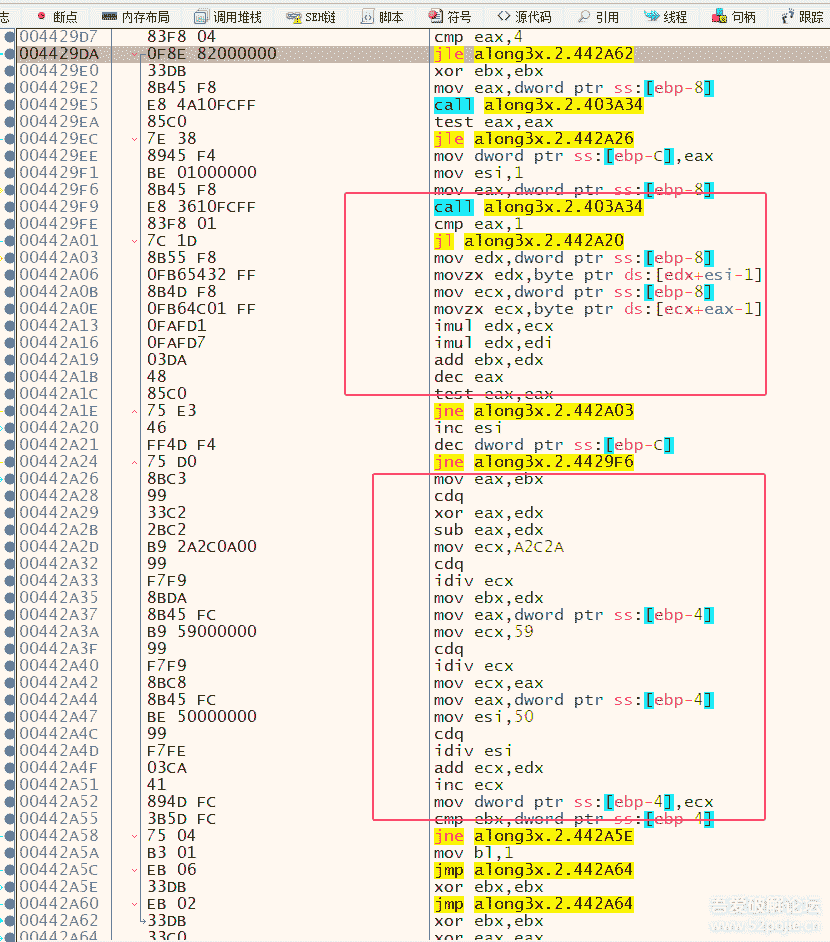 志 断点 内存布局 调用堆栈 SEH链 脚本 符号 源代码 引用 线程 句柄 跟踪
004429D7 83F8 04 cmp eax,4
004429DA 0F8E 82000000 jle along3x.2.442A62
004429E0 33DB xor ebx,ebx
004429E2 8B45 F8 mov eax,dword ptr ss:[ebp-8]
004429E5 E8 4A10FCFF call along3x.2.403A34
004429EA 85C0 test eax,eax
004429EC 7E 38 jle along3x.2.442A26
004429EE 8945 F4 mov dword ptr ss:[ebp-C],eax
004429F1 BE 01000000 mov esi,1
004429F6 8B45 F8 mov eax,dword ptr ss:[ebp-8]
004429F9 E8 3610FCFF call along3x.2.403A34
004429FE 83F8 01 cmp eax,1
00442A01 7C 1D jl along3x.2.442A20
00442A03 8B55 F8 mov edx,dword ptr ss:[ebp-8]
00442A06 0FB65432 FF movzx edx,byte ptr ds:[edx+esi-1]
00442A0B 8B4D F8 mov ecx,dword ptr ss:[ebp-8]
00442A0E 0FB64C01 FF movzx ecx,byte ptr ds:[ecx+eax-1]
00442A13 0FAFD1 imul edx,ecx
00442A16 0FAFD7 imul edx,edi
00442A19 03DA add ebx,edx
00442A1B 48 dec eax
00442A1C 85C0 test eax,eax
00442A1E 75 E3 jne along3x.2.442A03
00442A20 46 inc esi
00442A21 FF4D F4 dec dword ptr ss:[ebp-C]
00442A24 75 D0 jne along3x.2.4429F6
00442A26 8BC3 mov eax,ebx
00442A28 99 cdq
00442A29 33C2 xor eax,edx
00442A2B 2BC2 sub eax,edx
00442A2D B9 2A2C0A00 mov ecx,A2C2A
00442A32 99 cdq
00442A33 F7F9 idiv ecx
00442A35 8BDA mov ebx,edx
00442A37 8B45 FC mov eax,dword ptr ss:[ebp-4]
00442A3A B9 59000000 mov ecx,59
00442A3F 99 cdq
00442A40 F7F9 idiv ecx
00442A42 8BC8 mov ecx,eax
00442A44 8B45 FC mov eax,dword ptr ss:[ebp-4]
00442A47 BE 50000000 mov esi,50
00442A4C 99 cdq
00442A4D F7FE idiv esi
00442A4F 03CA add ecx,edx
00442A51 41 inc ecx
00442A52 894D FC mov dword ptr ss:[ebp-4],ecx
00442A55 3B5D FC cmp ebx,dword ptr ss:[ebp-4]
00442A58 75 04 jne along3x.2.442A5E
00442A5A B3 01 mov bl,1
00442A5C EB 06 jmp along3x.2.442A64
00442A5E 33DB xor ebx,ebx
00442A60 EB 02 jmp along3x.2.442A64
00442A62 33DB xor ebx,ebx
00442A64 33C0 xor eax,eax
吾爱破解论坛
www.52pojie.cn